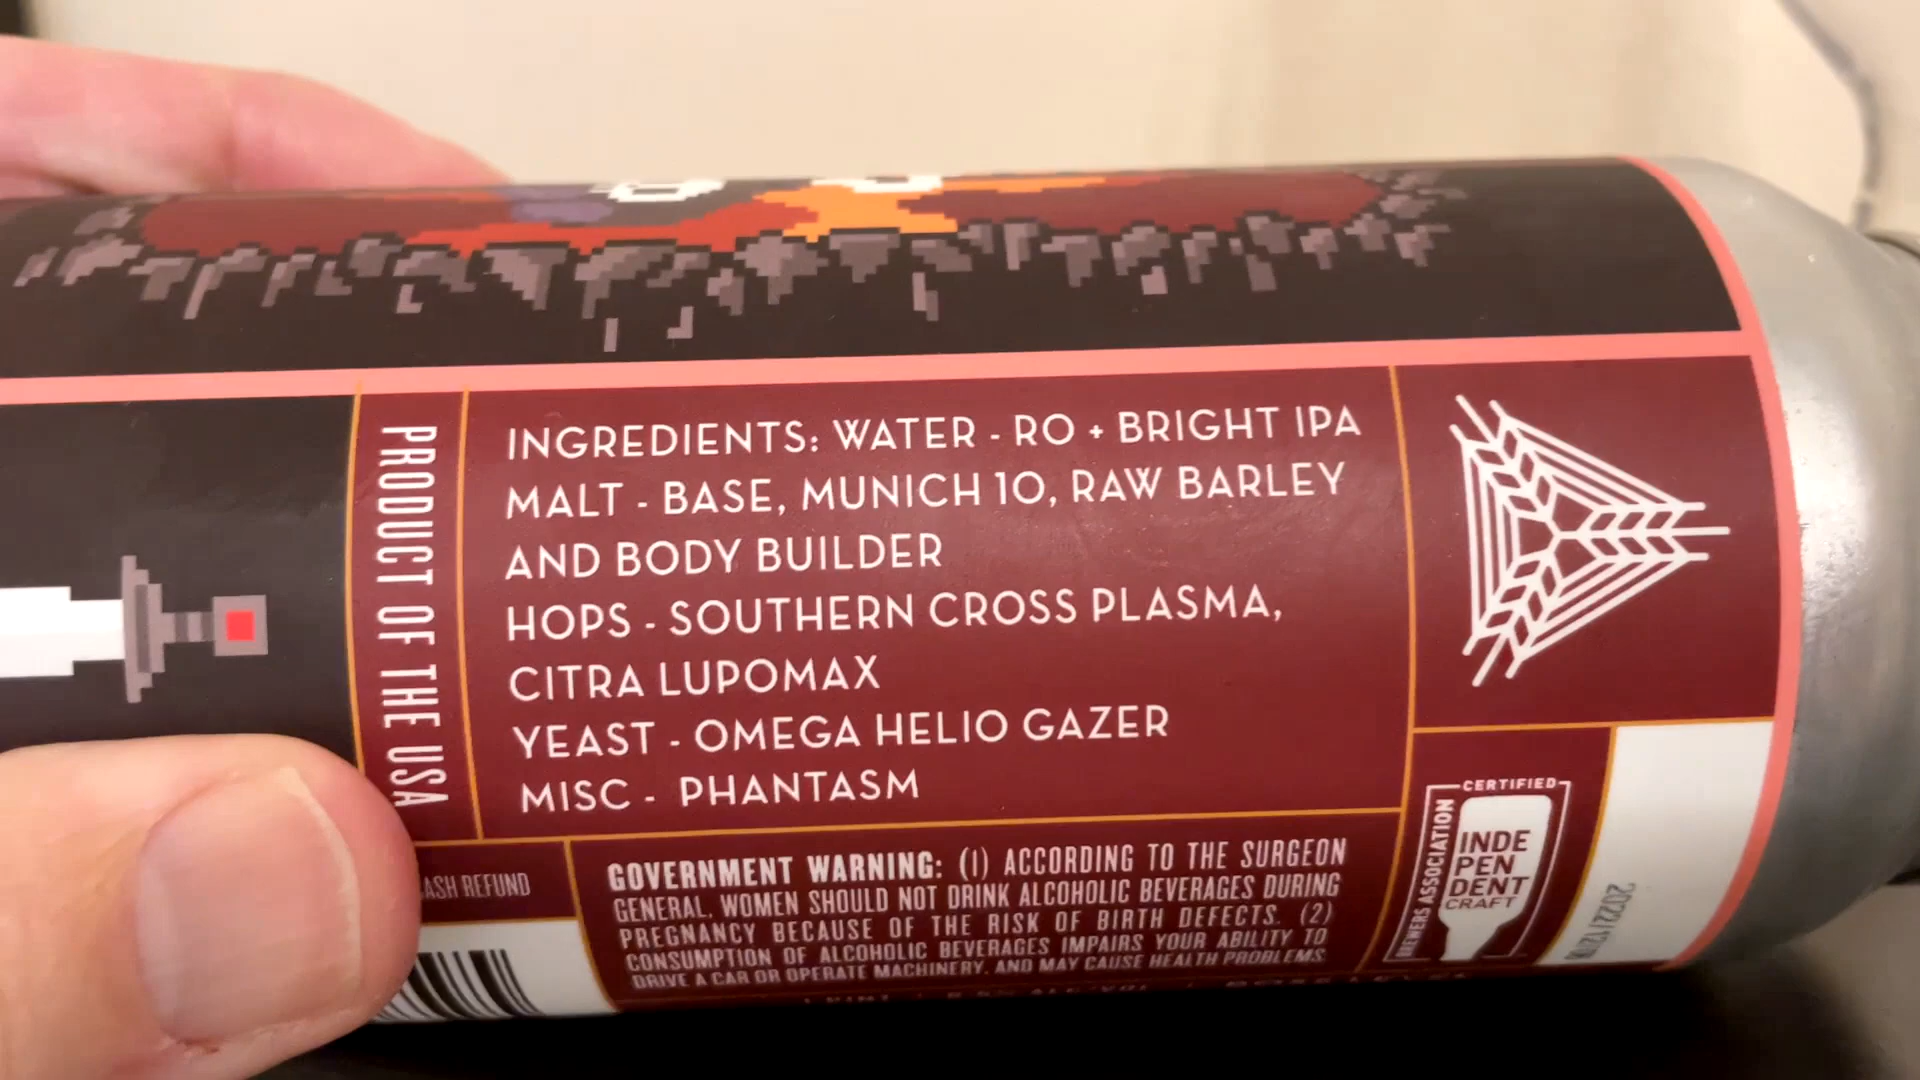 PRODUCT OF THE USA
INGREDIENTS: WATER - RO + BRIGHT IPA
MALT - BASE, MUNICH 10, RAW BARLEY
AND BODY BUILDER
HOPS - SOUTHERN CROSS PLASMA,
CITRA LUPOMAX
YEAST - OMEGA HELIO GAZER
MISC - PHANTASM
CERTIFIED
BREWERS ASSOCIATION
INDE
PEN
DENT
CRAFT
REFUND
GOVERNMENT WARNING: (1) ACCORDING TO THE SURGEON
GENERAL, WOMEN SHOULD NOT DRINK ALCOHOLIC BEVERAGES DURING
PREGNANCY BECAUSE OF THE RISK OF BIRTH DEFECTS. (2)
CONSUMPTION OF ALCOHOLIC BEVERAGES IMPAIRS YOUR ABILITY TO
DRIVE A CAR OR OPERATE MACHINERY, AND MAY CAUSE HEALTH PROBLEMS